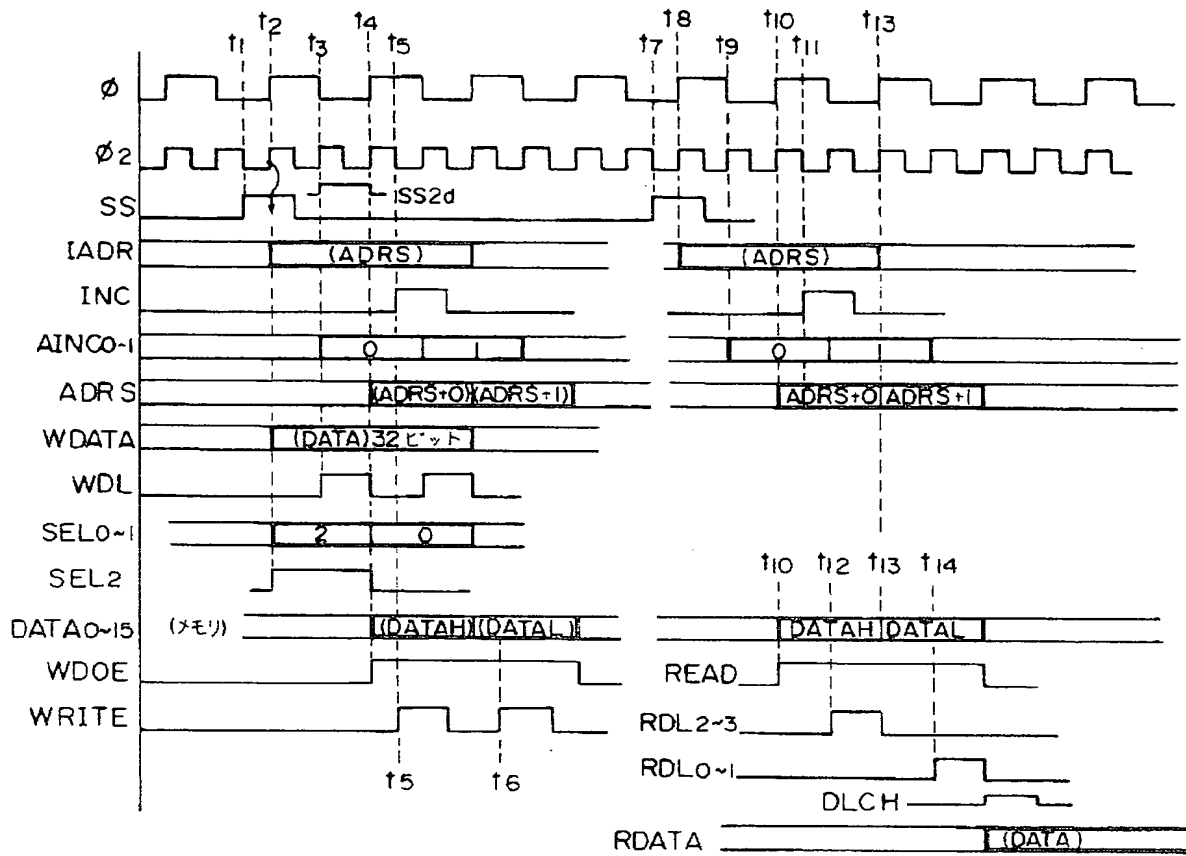 t1 t2 t3 t4 t5 t7 t8 t9 t10 t11 t13
φ
φ2
SS SS2d
IADR (ADRS) (ADRS)
INC
AINC0~1 0 1 0
ADRS (ADRS+0) (ADRS+1) ADRS+0 ADRS+1
WDATA (DATA)32ビット
WDL
SEL0~1 2 0
SEL2 t10 t12 t13 t14
DATA0~15 (メモリ) (DATAH) (DATAL) DATAH DATAL
WDOE READ
WRITE RDL2~3
t5 t6 RDL0~1
DLCH
RDATA (DATA)